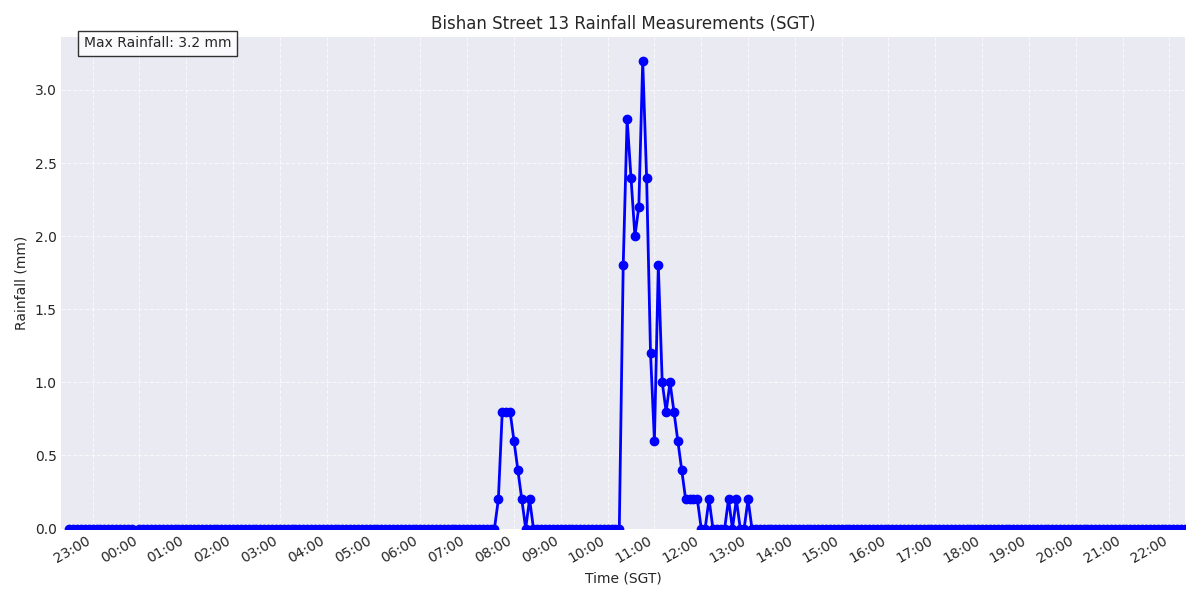 Bishan Street 13 Rainfall Measurements (SGT)
Max Rainfall: 3.2 mm
Rainfall (mm)
3.0
2.5
2.0
1.5
1.0
0.5
0.0
23:00 00:00 01:00 02:00 03:00 04:00 05:00 06:00 07:00 08:00 09:00 10:00 11:00 12:00 13:00 14:00 15:00 16:00 17:00 18:00 19:00 20:00 21:00 22:00
Time (SGT)